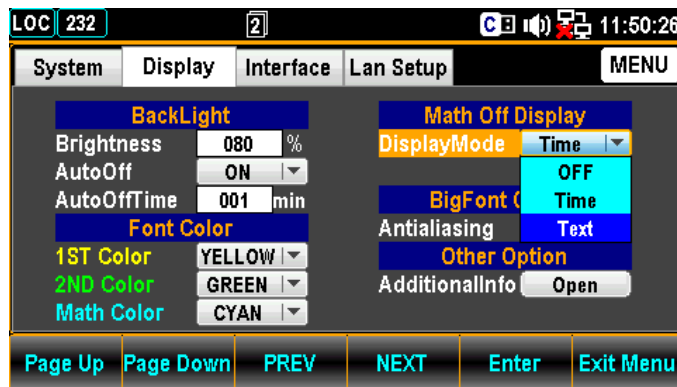 LOC 232 2 C 11:50:26
System Display Interface Lan Setup MENU
BackLight
Brightness 080 %
AutoOff ON
AutoOffTime 001 min
Font Color
1ST Color YELLOW
2ND Color GREEN
Math Color CYAN
Math Off Display
DisplayMode Time
OFF
Time
Text
BigFont
Antialiasing
Other Option
AdditionalInfo Open
Page Up Page Down PREV NEXT Enter Exit Menu